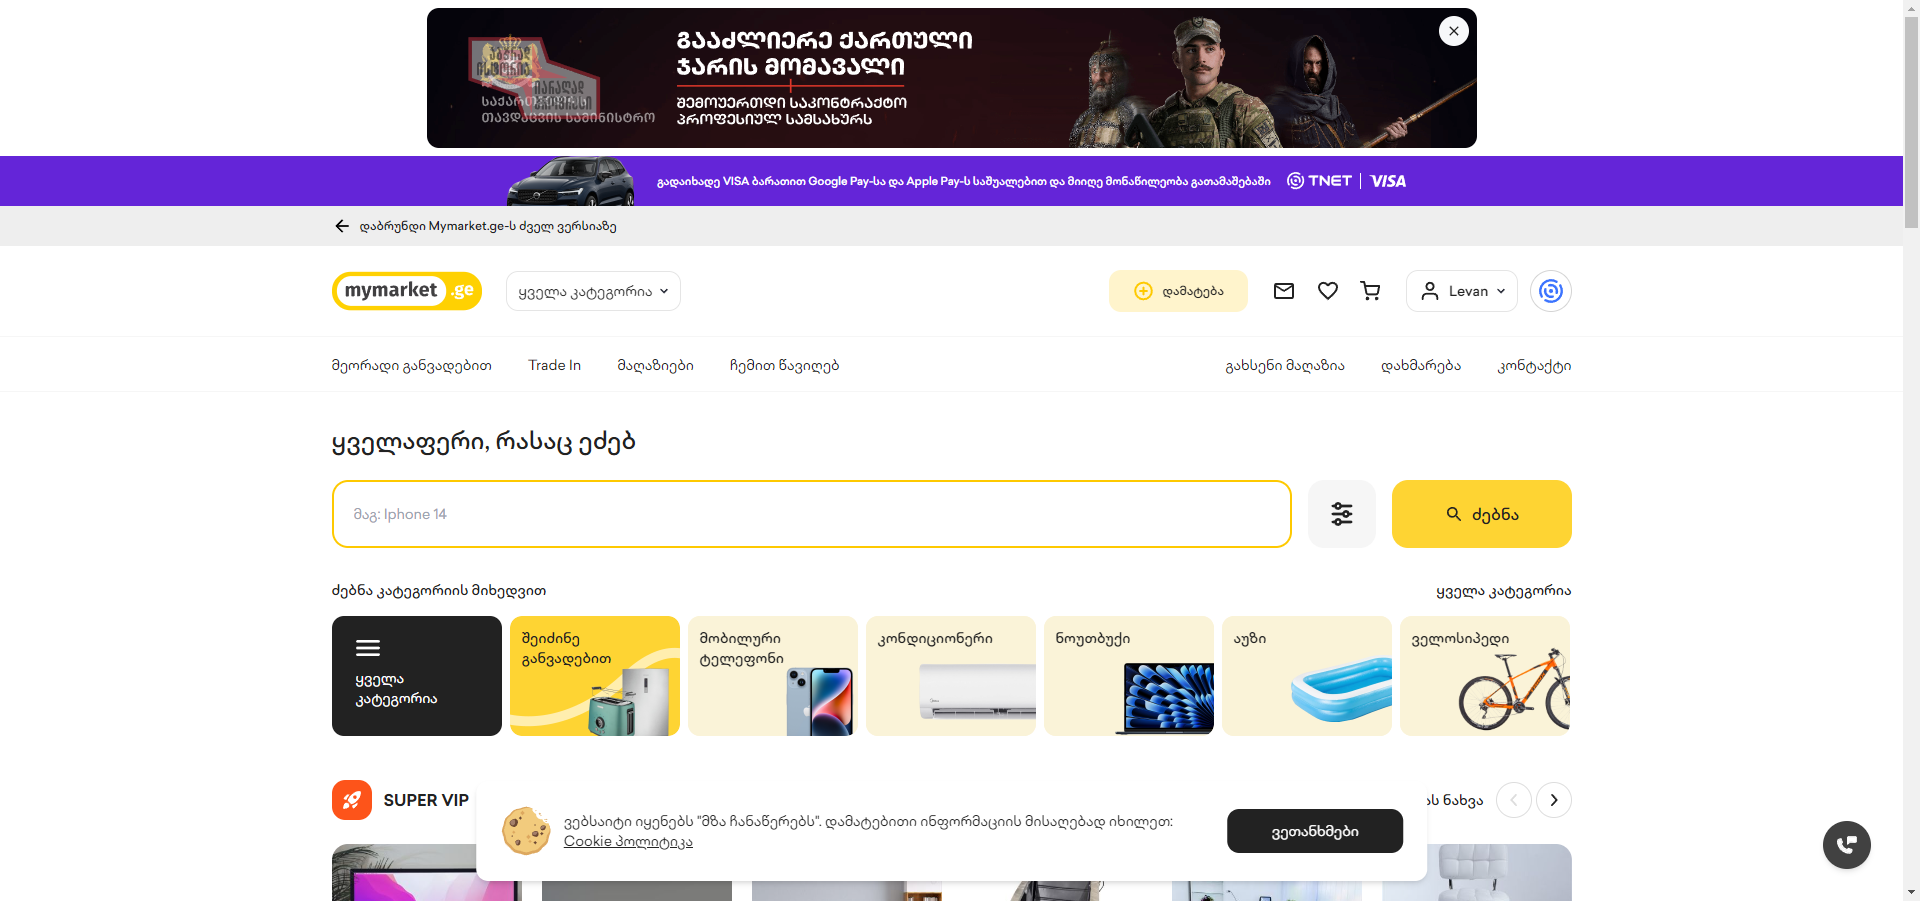 გააძლიერე ქართული
ჯარის მომავალი
შემოუერთდი საკონტრაქტო
პროფესიულ სამსახურს
საქართველოს
თავდაცვის სამინისტრო
გადაიხადე VISA ბარათით Google Pay-სა და Apple Pay-ს საშუალებით და მიიღე მონაწილეობა გათამაშებაში
TNET | VISA
დაბრუნდი Mymarket.ge-ს ძველ ვერსიაზე
mymarket.ge
ყველა კატეგორია
დამატება
Levan
მეორადი განვადებით
Trade In
მაღაზიები
ჩემით წავიღებ
გახსენი მაღაზია
დახმარება
კონტაქტი
ყველაფერი, რასაც ეძებ
მაგ: Iphone 14
ძებნა
ძებნა კატეგორიის მიხედვით
ყველა კატეგორია
ყველა
კატეგორია
შეიძინე
განვადებით
მობილური
ტელეფონი
კონდიციონერი
ნოუთბუქი
აუზი
ველოსიპედი
SUPER VIP
ას ნახვა
ვებსაიტი იყენებს "მზა ჩანაწერებს". დამატებითი ინფორმაციის მისაღებად იხილეთ:
Cookie პოლიტიკა
ვეთანხმები